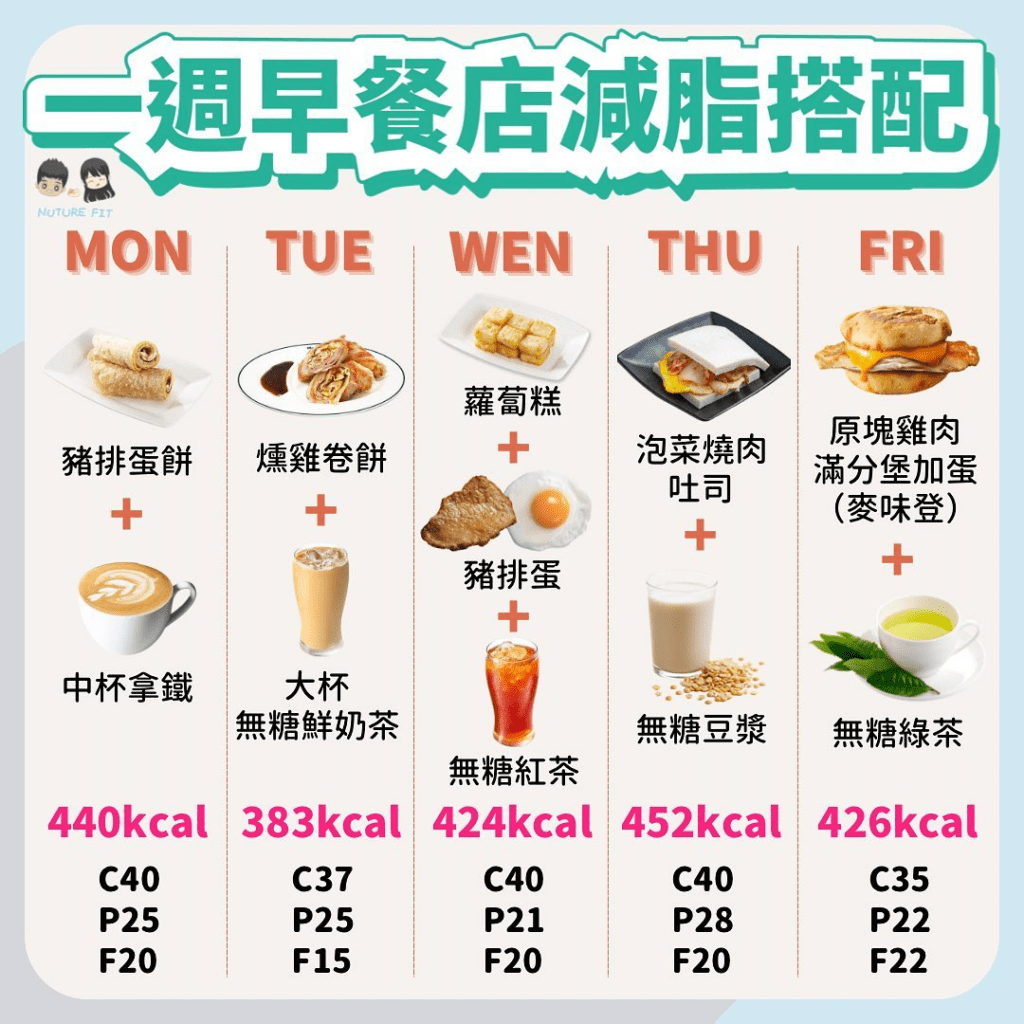 一週早餐店減脂搭配
NUTURE FIT
MON
豬排蛋餅
+
中杯拿鐵
440kcal
C40
P25
F20
TUE
燻雞卷餅
+
大杯
無糖鮮奶茶
383kcal
C37
P25
F15
WEN
蘿蔔糕
+
豬排蛋
+
無糖紅茶
424kcal
C40
P21
F20
THU
泡菜燒肉
吐司
+
無糖豆漿
452kcal
C40
P28
F20
FRI
原塊雞肉
滿分堡加蛋
（麥味登）
+
無糖綠茶
426kcal
C35
P22
F22